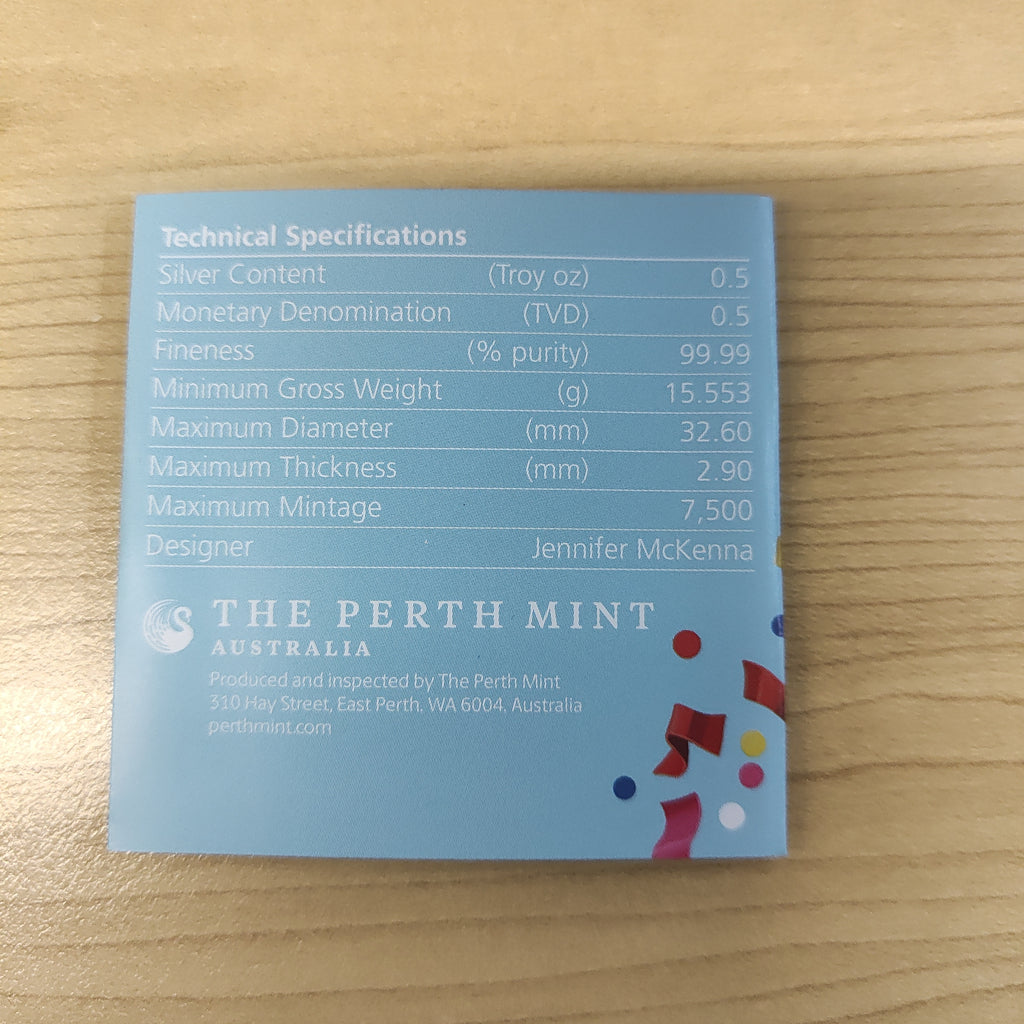 Technical Specifications
Silver Content (Troy oz) 0.5
Monetary Denomination (TVD) 0.5
Fineness (% purity) 99.99
Minimum Gross Weight (g) 15.553
Maximum Diameter (mm) 32.60
Maximum Thickness (mm) 2.90
Maximum Mintage 7,500
Designer Jennifer McKenna
THE PERTH MINT
AUSTRALIA
Produced and inspected by The Perth Mint
310 Hay Street, East Perth, WA 6004, Australia
perthmint.com